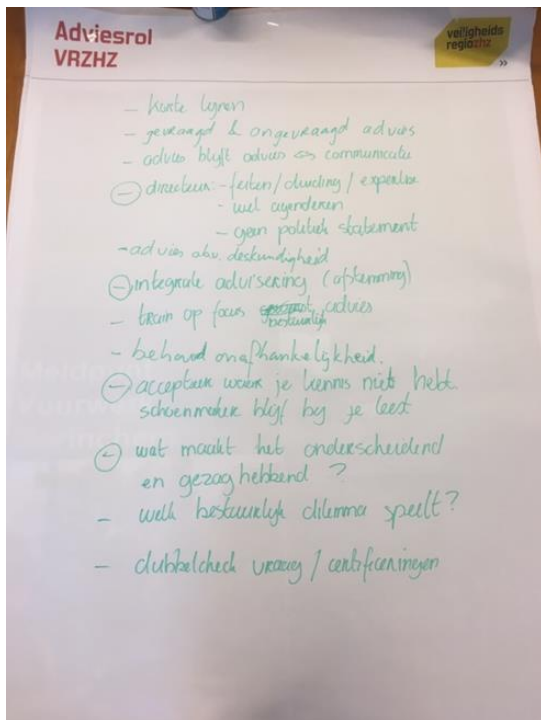 Adviesrol
VRZHZ
veiligheids
regiozhz
»
- korte lijnen
- gevraagd & ongevraagd advies
- advies blijft advies ⇔ communicatie
- directeur: - feiten / duiding / expertise
- wel agenderen
- geen politiek statement
- advies obv. deskundigheid
- integrale advisering (afstemming)
- train op focus bestuurlijk advies
- behoud onafhankelijkheid.
- accepteer waar je kennis niet hebt.
schoenmaker blijf bij je leest
- wat maakt het onderscheidend
en gezaghebbend ?
- welk bestuurlijk dilemma speelt?
- dubbelcheck vraag / certificeringen